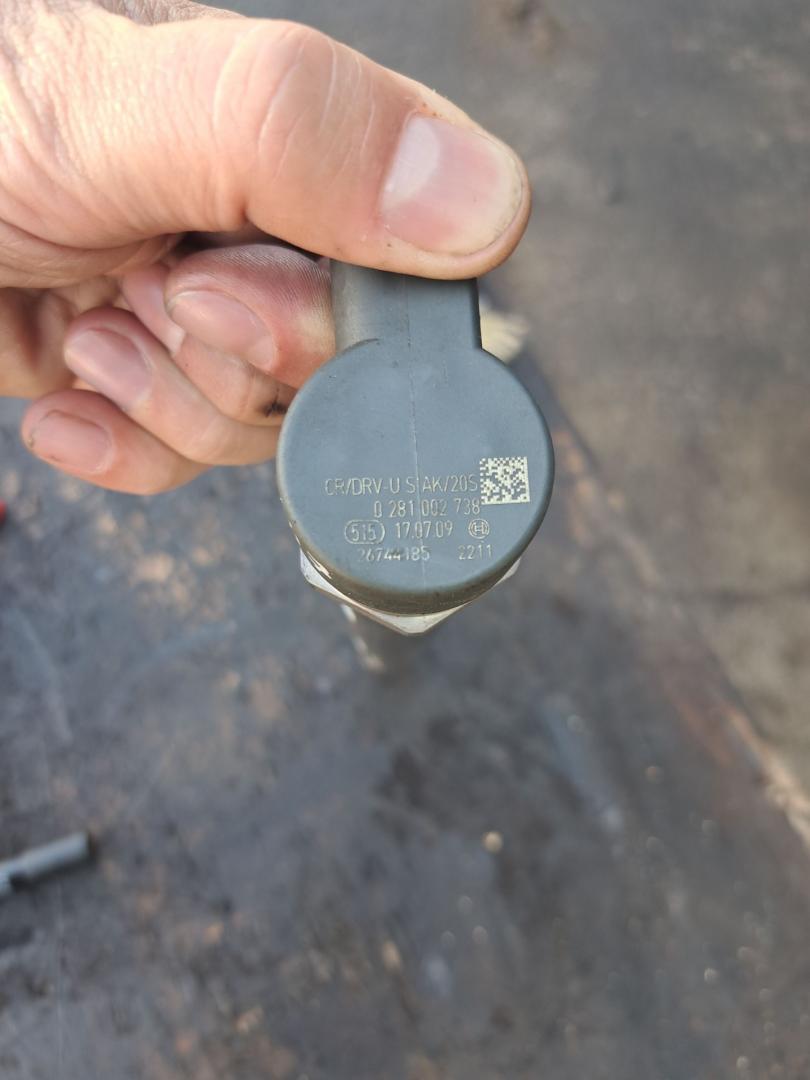 CR/DRV-U S AK/20S
0 281 002 738
515 17.07.09
26744185 2211